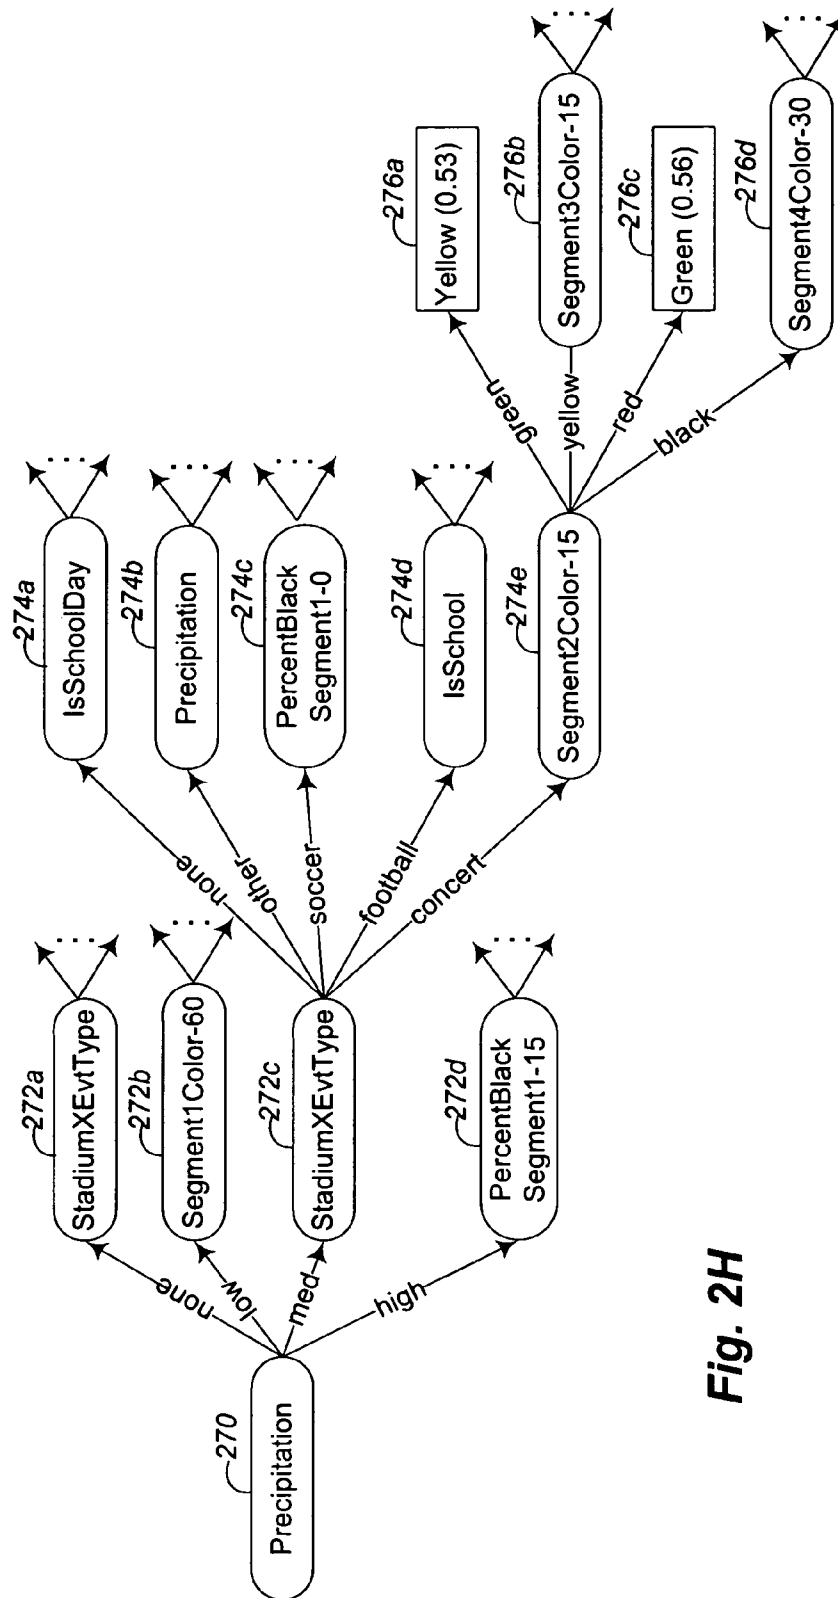 270
Precipitation
none
low
med
high
272a
StadiumXEvtType
272b
Segment1Color-60
272c
StadiumXEvtType
272d
PercentBlack
Segment1-15
none
other
soccer
football
concert
274a
IsSchoolDay
274b
Precipitation
274c
PercentBlack
Segment1-0
274d
IsSchool
274e
Segment2Color-15
green
yellow
red
black
276a
Yellow (0.53)
276b
Segment3Color-15
276c
Green (0.56)
276d
Segment4Color-30
Fig. 2H